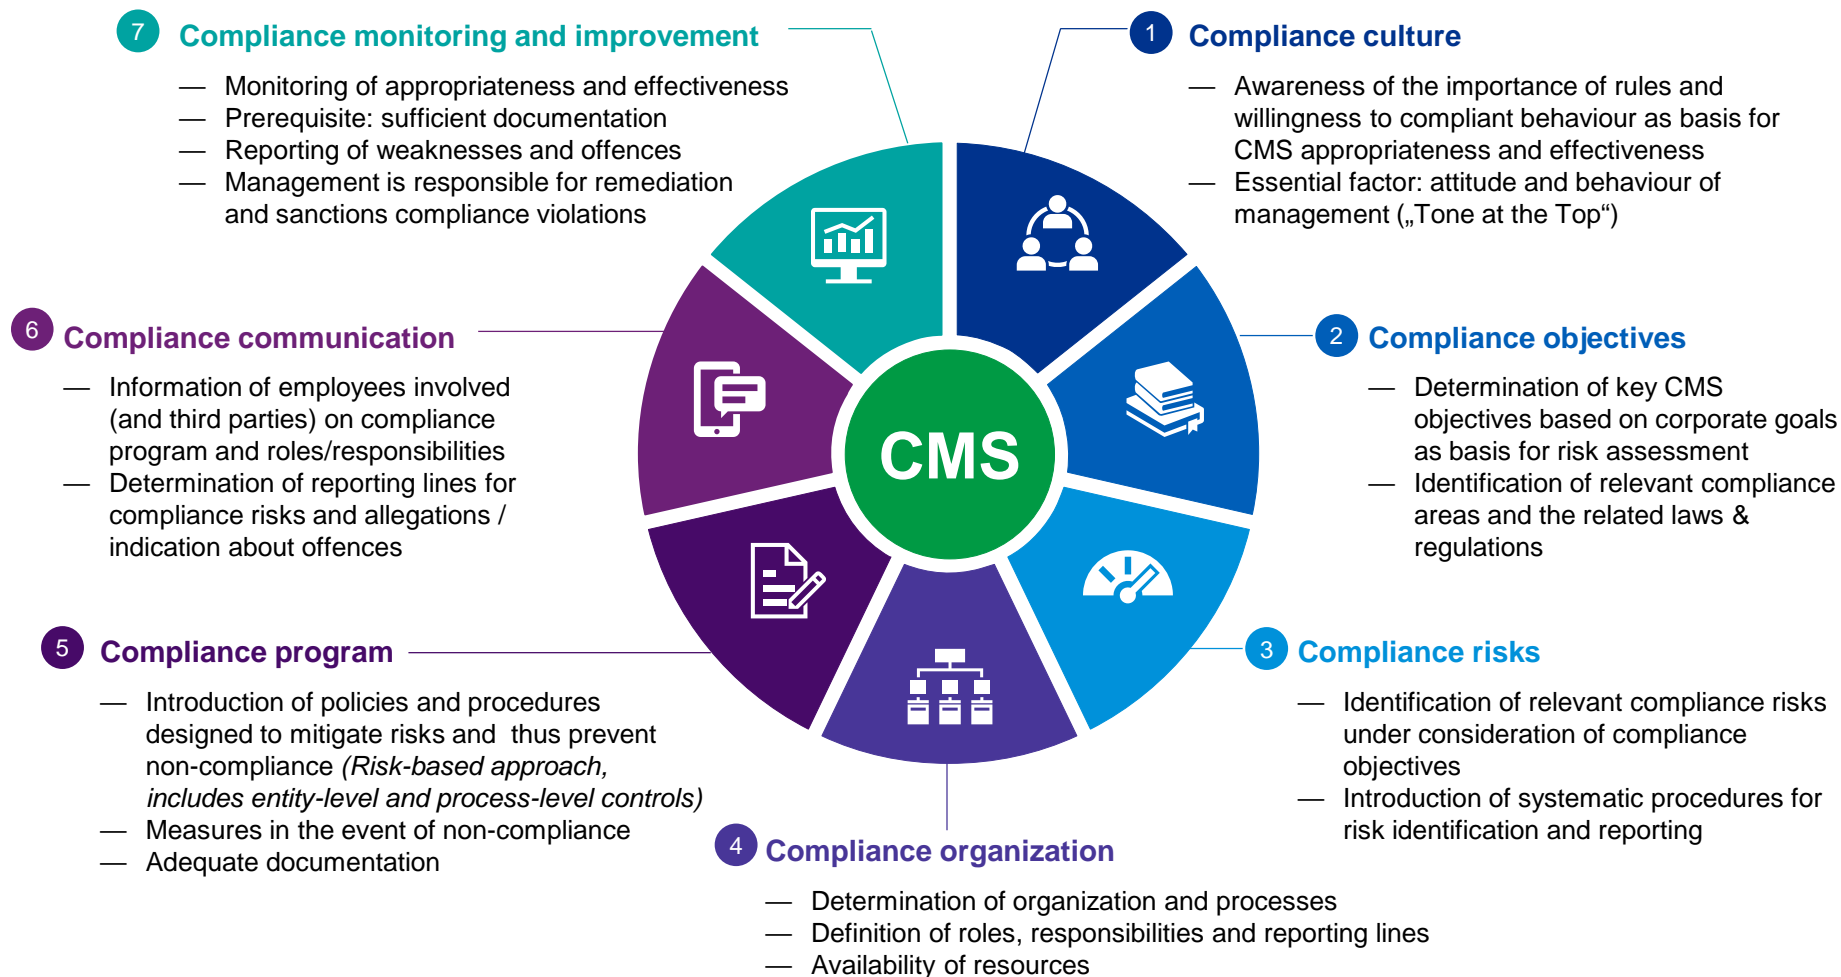 7 Compliance monitoring and improvement
— Monitoring of appropriateness and effectiveness
— Prerequisite: sufficient documentation
— Reporting of weaknesses and offences
— Management is responsible for remediation
and sanctions compliance violations
1 Compliance culture
— Awareness of the importance of rules and
willingness to compliant behaviour as basis for
CMS appropriateness and effectiveness
— Essential factor: attitude and behaviour of
management („Tone at the Top“)
6 Compliance communication
— Information of employees involved
(and third parties) on compliance
program and roles/responsibilities
— Determination of reporting lines for
compliance risks and allegations /
indication about offences
CMS
2 Compliance objectives
— Determination of key CMS
objectives based on corporate goals
as basis for risk assessment
— Identification of relevant compliance
areas and the related laws &
regulations
5 Compliance program
— Introduction of policies and procedures
designed to mitigate risks and  thus prevent
non-compliance (Risk-based approach,
includes entity-level and process-level controls)
— Measures in the event of non-compliance
— Adequate documentation
3 Compliance risks
— Identification of relevant compliance risks
under consideration of compliance
objectives
— Introduction of systematic procedures for
risk identification and reporting
4 Compliance organization
— Determination of organization and processes
— Definition of roles, responsibilities and reporting lines
— Availability of resources